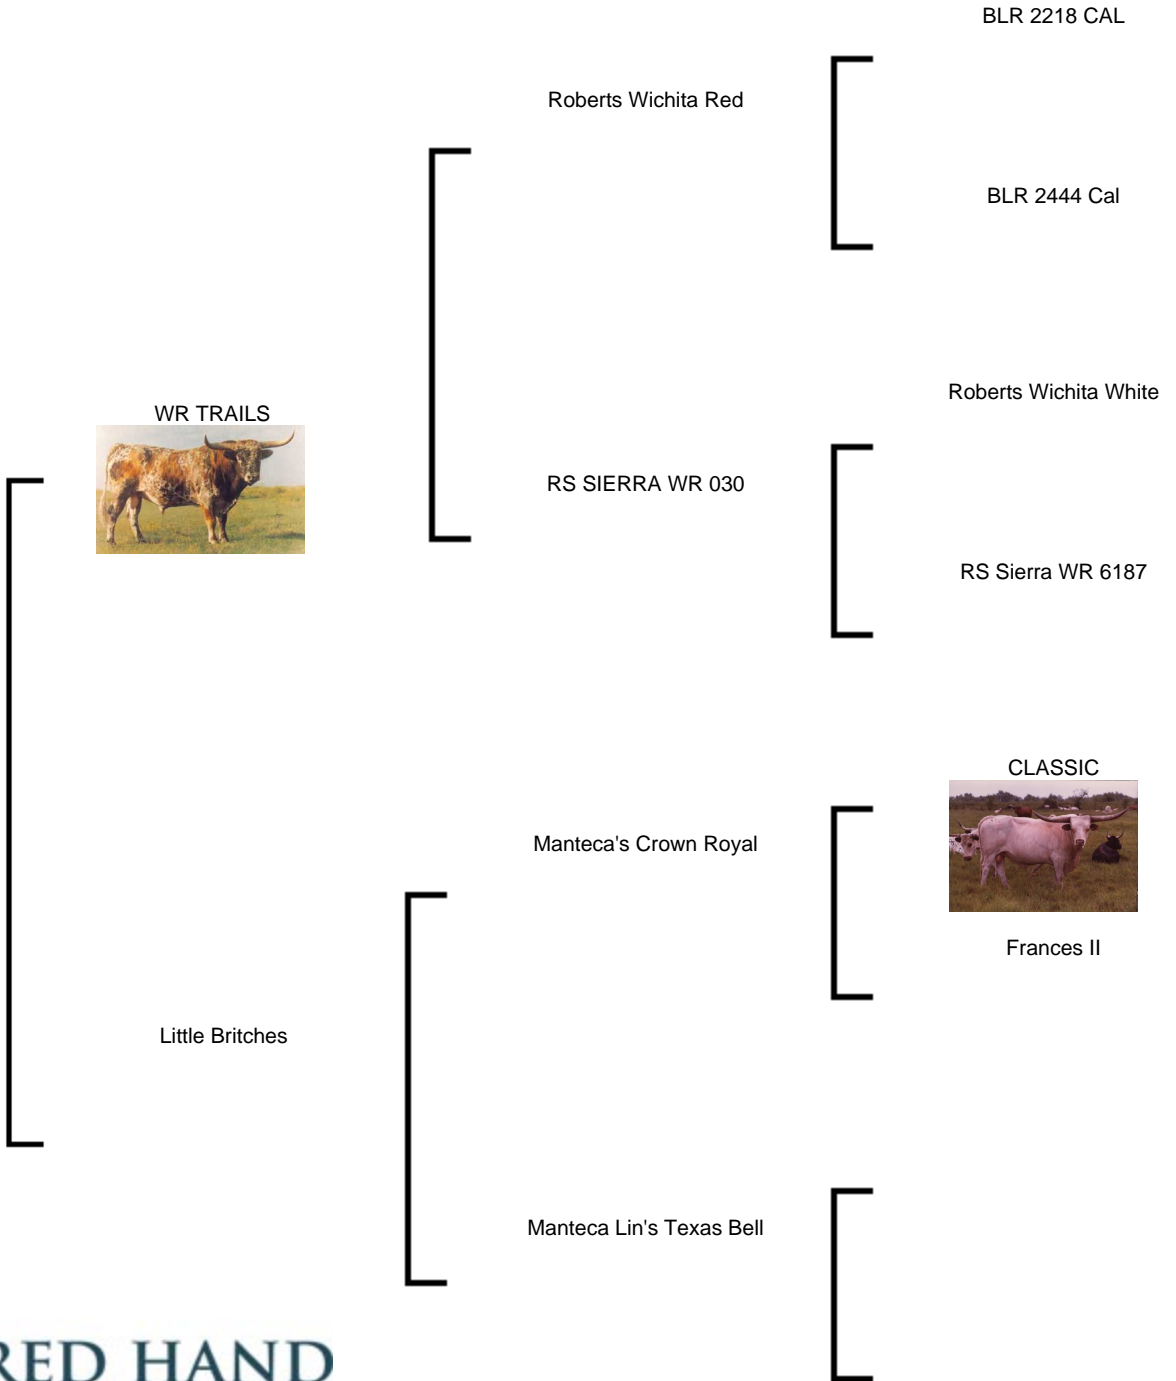 BLR 2218 CAL
Roberts Wichita Red
BLR 2444 Cal
Roberts Wichita White
WR TRAILS
RS SIERRA WR 030
RS Sierra WR 6187
CLASSIC
Manteca's Crown Royal
Frances II
Little Britches
Manteca Lin's Texas Bell
RED HAND